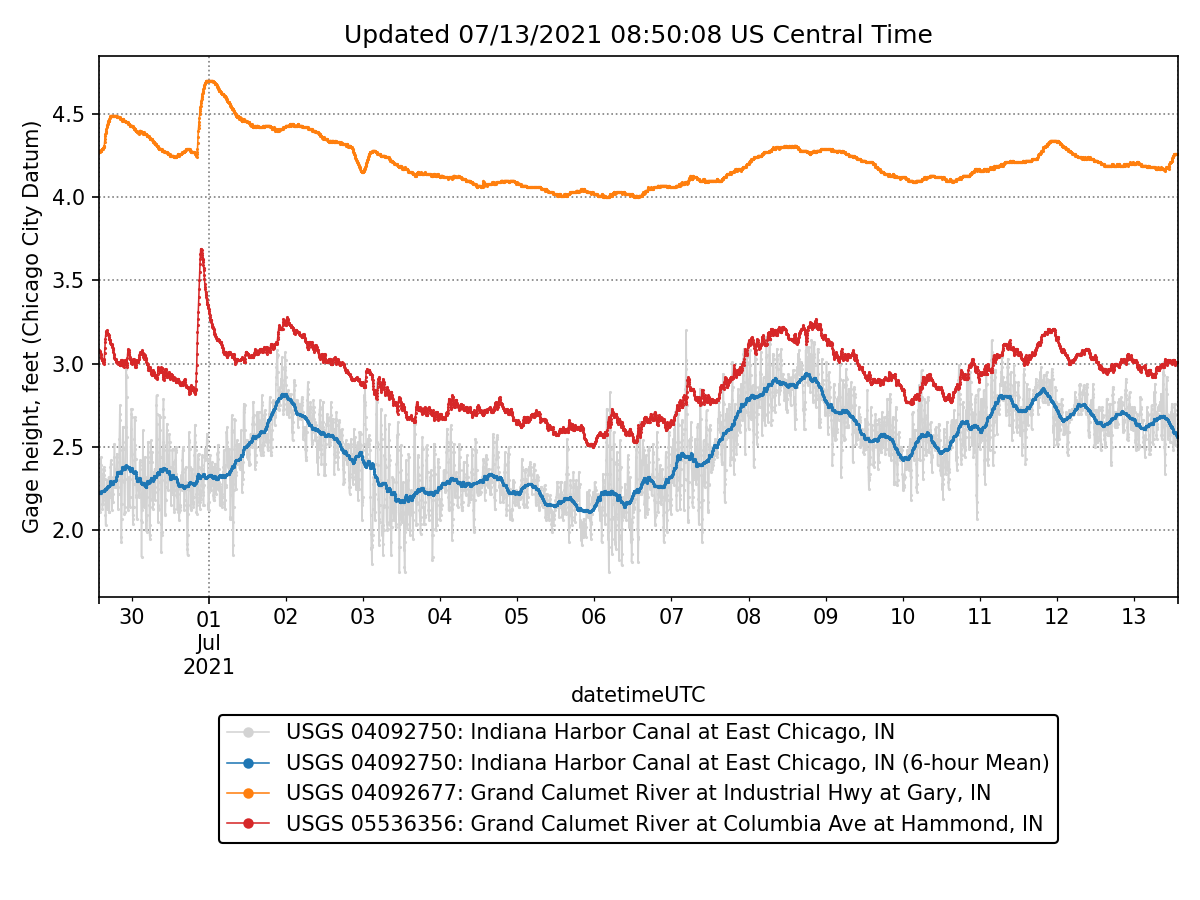 Updated 07/13/2021 08:50:08 US Central Time
Gage height, feet (Chicago City Datum)
4.5
4.0
3.5
3.0
2.5
2.0
30 01 02 03 04 05 06 07 08 09 10 11 12 13
Jul
2021
datetimeUTC
USGS 04092750: Indiana Harbor Canal at East Chicago, IN
USGS 04092750: Indiana Harbor Canal at East Chicago, IN (6-hour Mean)
USGS 04092677: Grand Calumet River at Industrial Hwy at Gary, IN
USGS 05536356: Grand Calumet River at Columbia Ave at Hammond, IN